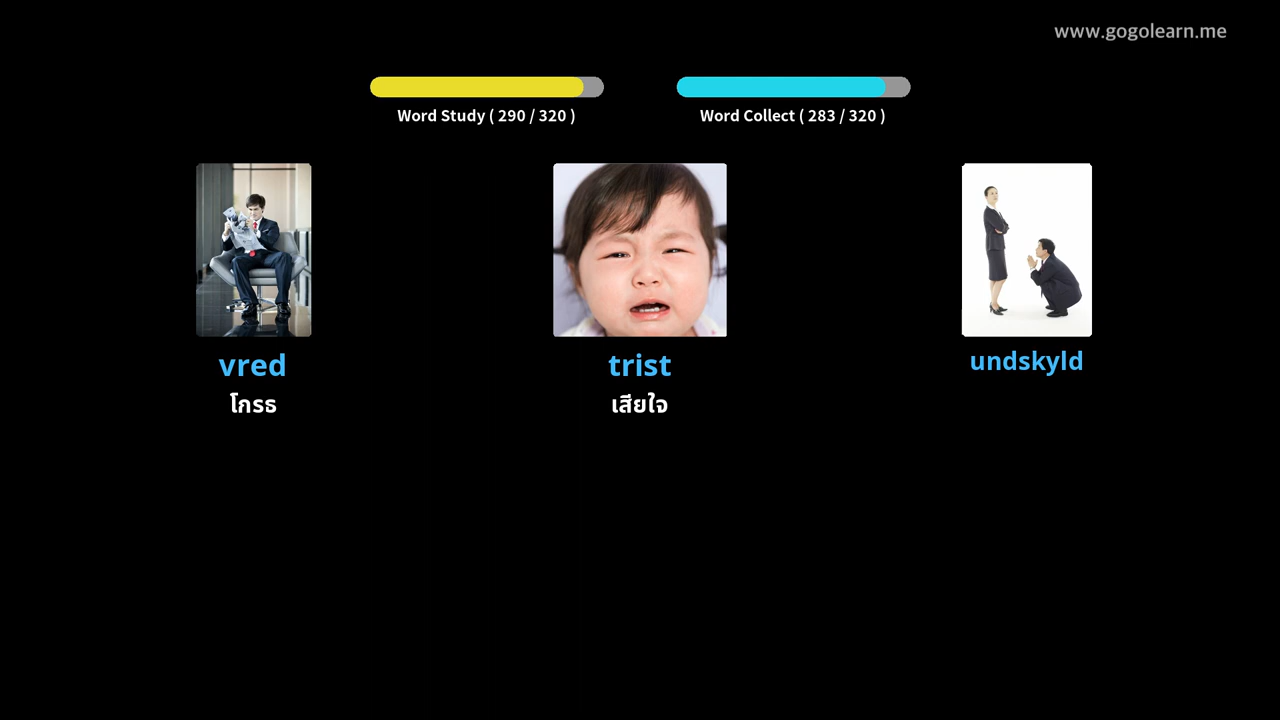 www.gogolearn.me
Word Study ( 290 / 320 )
Word Collect ( 283 / 320 )
vred
โกรธ
trist
เสียใจ
undskyld